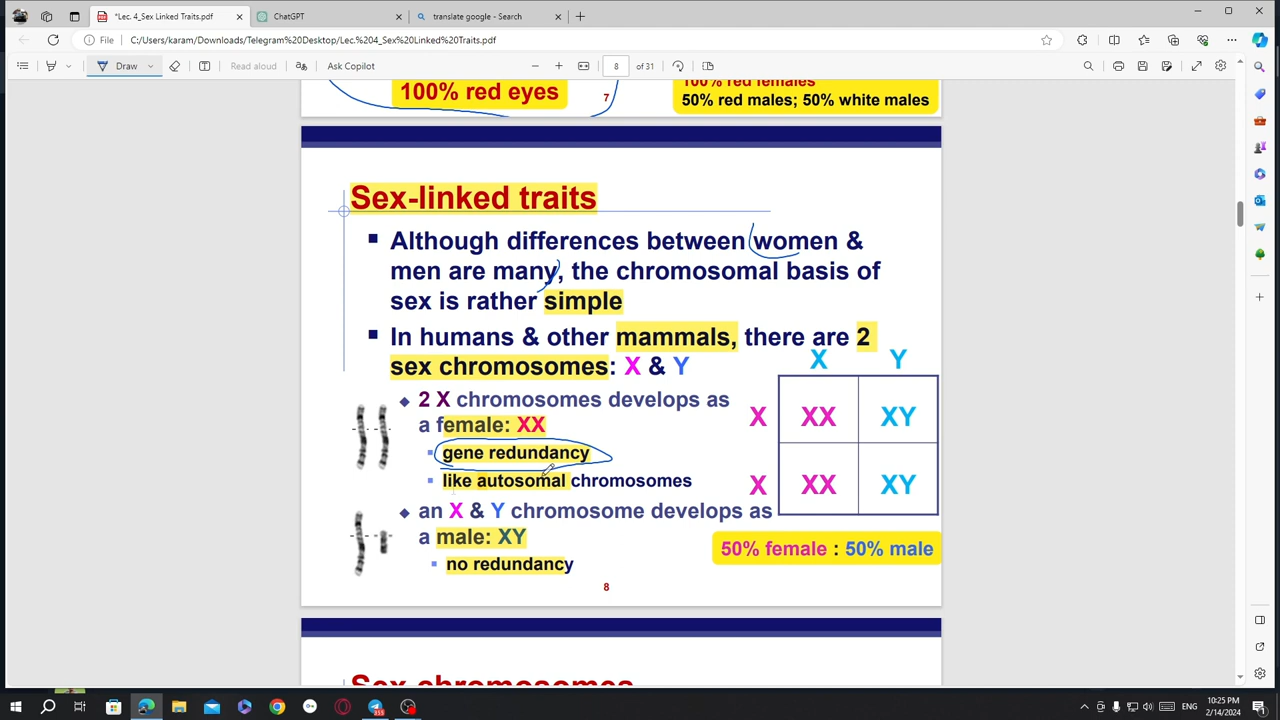 *Lec. 4_Sex Linked Traits.pdf
ChatGPT
translate google - Search
File
C:/Users/karam/Downloads/Telegram%20Desktop/Lec.%204_Sex%20Linked%20Traits.pdf
Draw
Read aloud
Ask Copilot
8 of 31
100% red eyes
7
100% red females
50% red males; 50% white males
Sex-linked traits
Although differences between women &
men are many, the chromosomal basis of
sex is rather simple
In humans & other mammals, there are 2
sex chromosomes: X & Y
2 X chromosomes develops as
a female: XX
gene redundancy
like autosomal chromosomes
an X & Y chromosome develops as
a male: XY
no redundancy
X Y
X XX XY
X XX XY
50% female : 50% male
8
Sex chromosomes
ENG
10:25 PM
2/14/2024